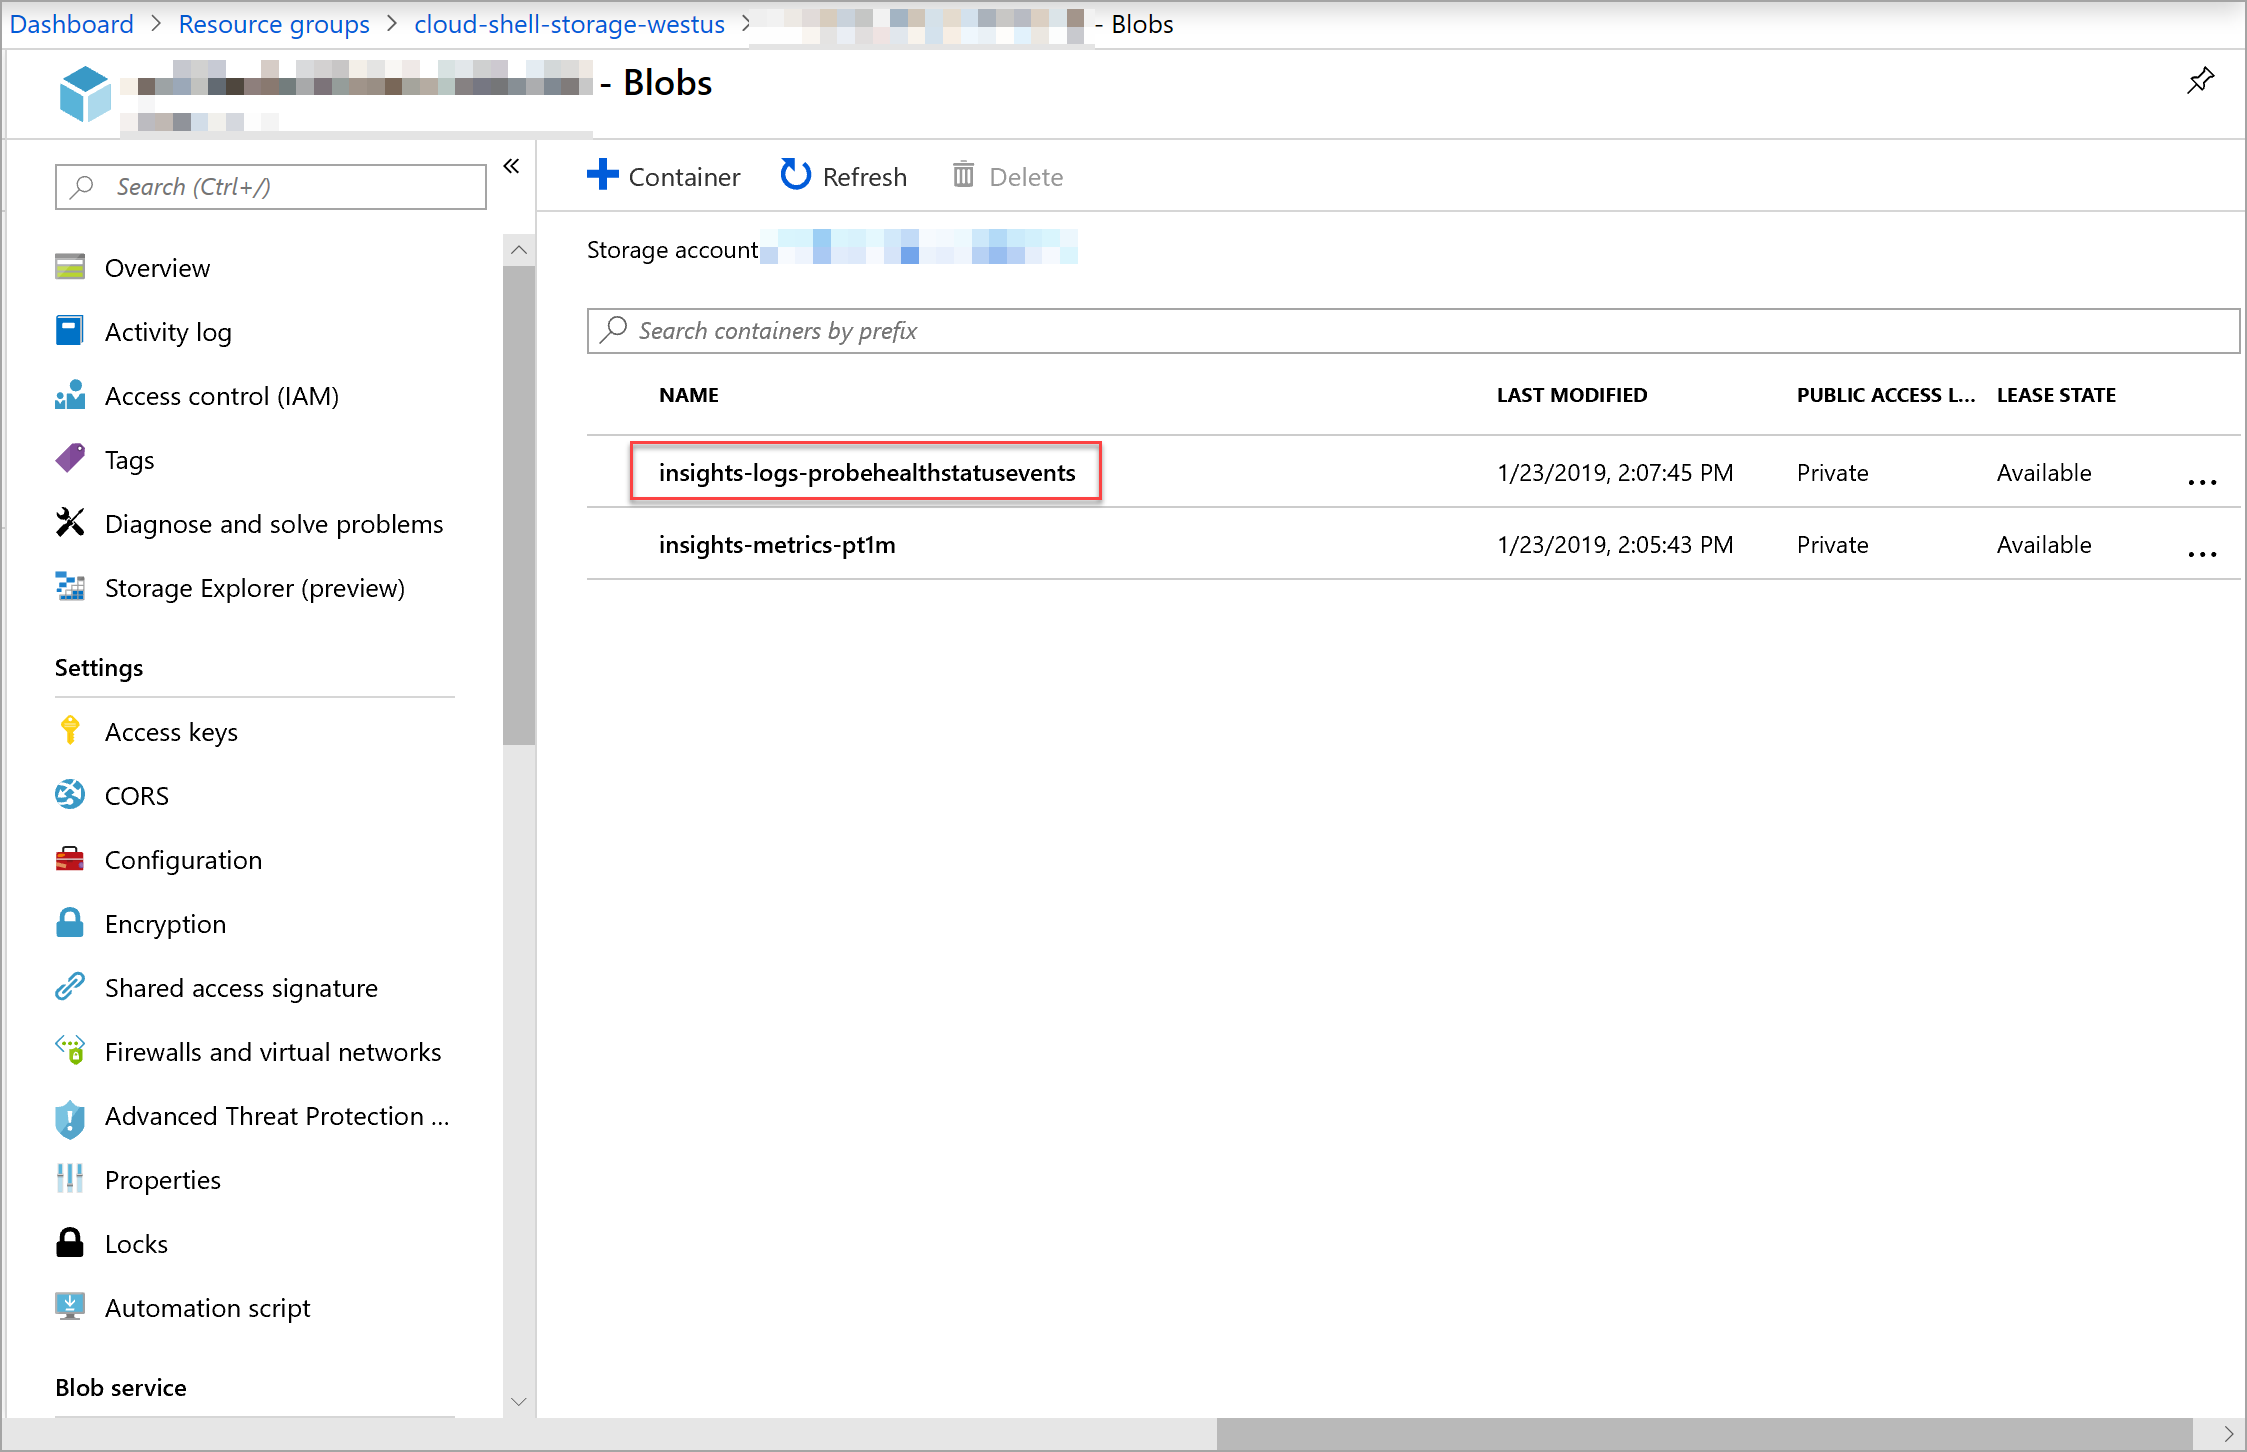 Dashboard > Resource groups > cloud-shell-storage-westus > - Blobs
- Blobs
Search (Ctrl+/)
«
Overview
Activity log
Access control (IAM)
Tags
Diagnose and solve problems
Storage Explorer (preview)
Settings
Access keys
CORS
Configuration
Encryption
Shared access signature
Firewalls and virtual networks
Advanced Threat Protection ...
Properties
Locks
Automation script
Blob service
Container Refresh Delete
Storage account
Search containers by prefix
NAME LAST MODIFIED PUBLIC ACCESS L... LEASE STATE
insights-logs-probehealthstatusevents 1/23/2019, 2:07:45 PM Private Available ...
insights-metrics-pt1m 1/23/2019, 2:05:43 PM Private Available ...